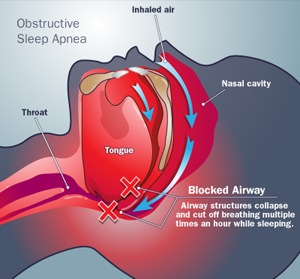 Inhaled air
Obstructive
Sleep Apnea
Nasal cavity
Throat
Tongue
Blocked Airway
Airway structures collapse
and cut off breathing multiple
times an hour while sleeping.